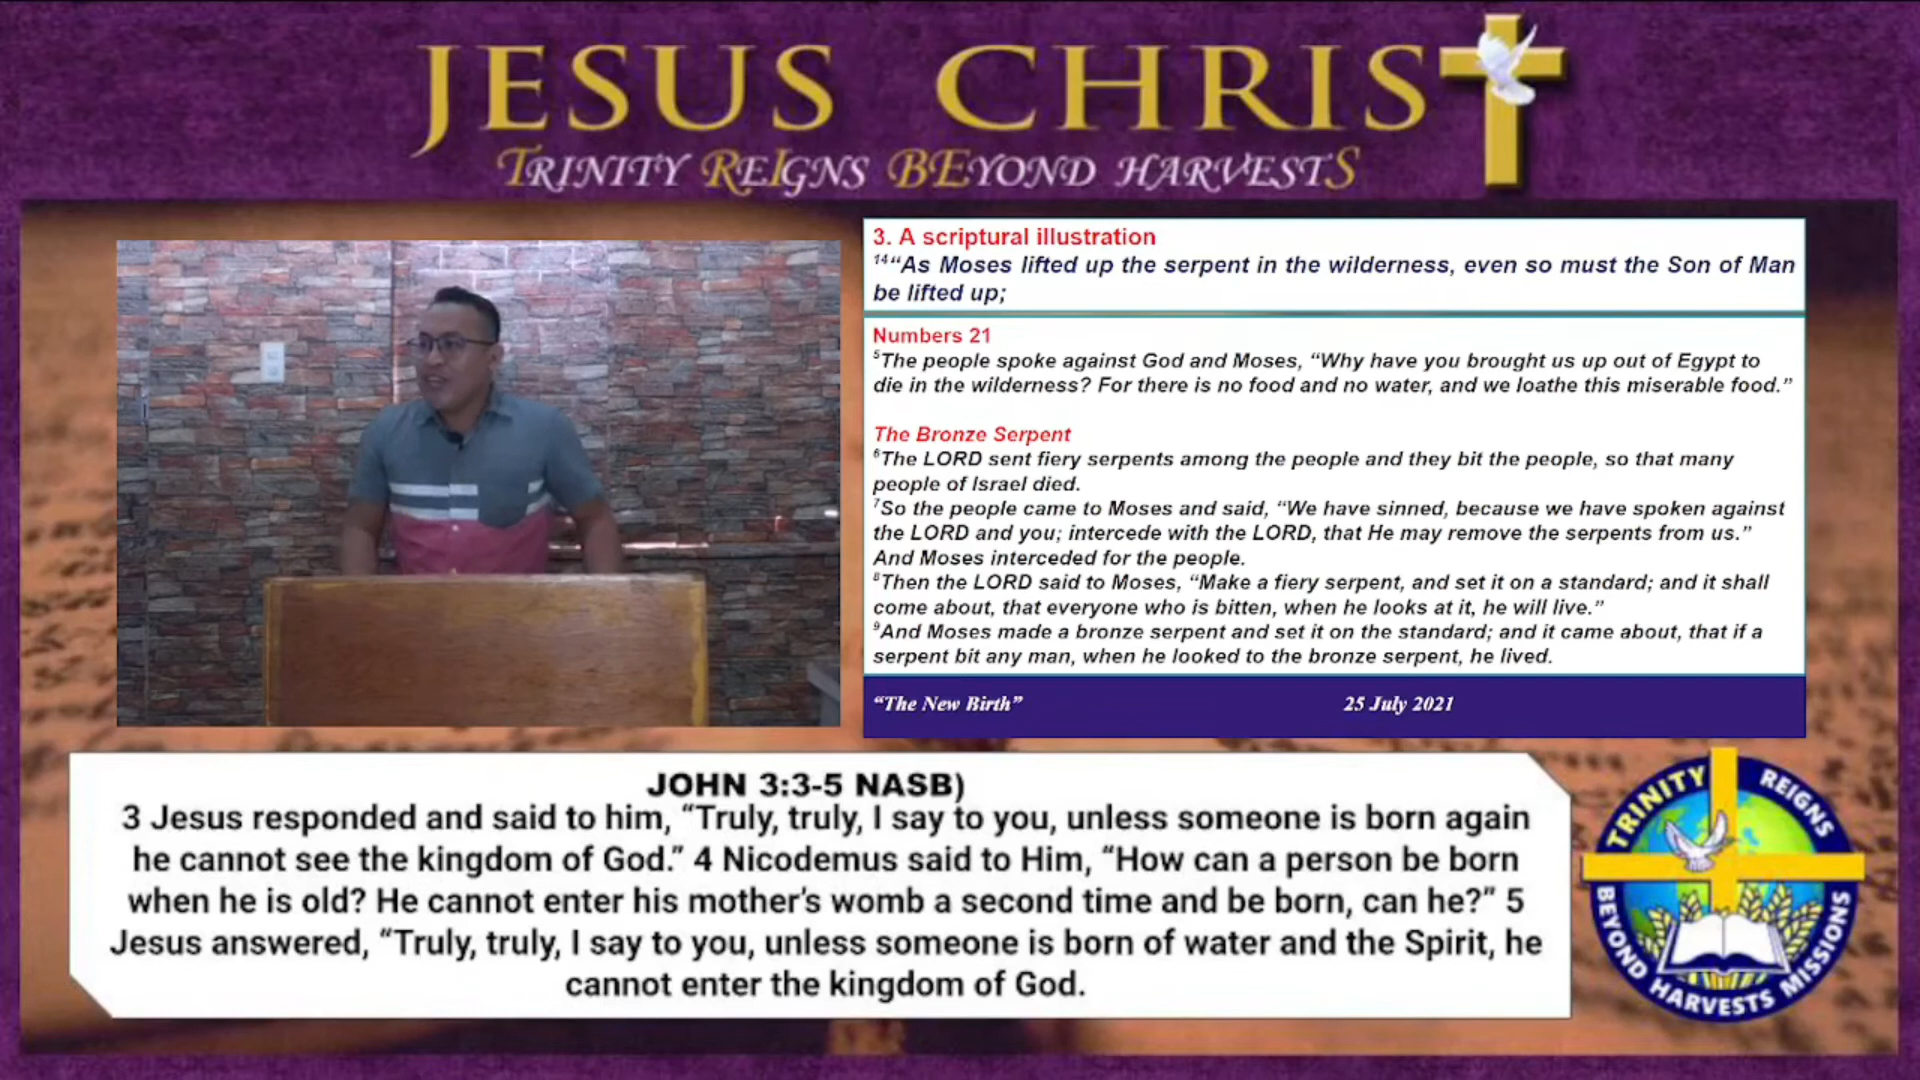 JESUS CHRIST
TRINITY REIGNS BEYOND HARVESTS
3. A scriptural illustration
14“As Moses lifted up the serpent in the wilderness, even so must the Son of Man
be lifted up;
Numbers 21
5The people spoke against God and Moses, “Why have you brought us up out of Egypt to
die in the wilderness? For there is no food and no water, and we loathe this miserable food.”
The Bronze Serpent
6The LORD sent fiery serpents among the people and they bit the people, so that many
people of Israel died.
7So the people came to Moses and said, “We have sinned, because we have spoken against
the LORD and you; intercede with the LORD, that He may remove the serpents from us.”
And Moses interceded for the people.
8Then the LORD said to Moses, “Make a fiery serpent, and set it on a standard; and it shall
come about, that everyone who is bitten, when he looks at it, he will live.”
9And Moses made a bronze serpent and set it on the standard; and it came about, that if a
serpent bit any man, when he looked to the bronze serpent, he lived.
“The New Birth” 25 July 2021
JOHN 3:3-5 NASB)
3 Jesus responded and said to him, “Truly, truly, I say to you, unless someone is born again
he cannot see the kingdom of God.” 4 Nicodemus said to Him, “How can a person be born
when he is old? He cannot enter his mother’s womb a second time and be born, can he?” 5
Jesus answered, “Truly, truly, I say to you, unless someone is born of water and the Spirit, he
cannot enter the kingdom of God.
TRINITY REIGNS
BEYOND HARVESTS MISSIONS